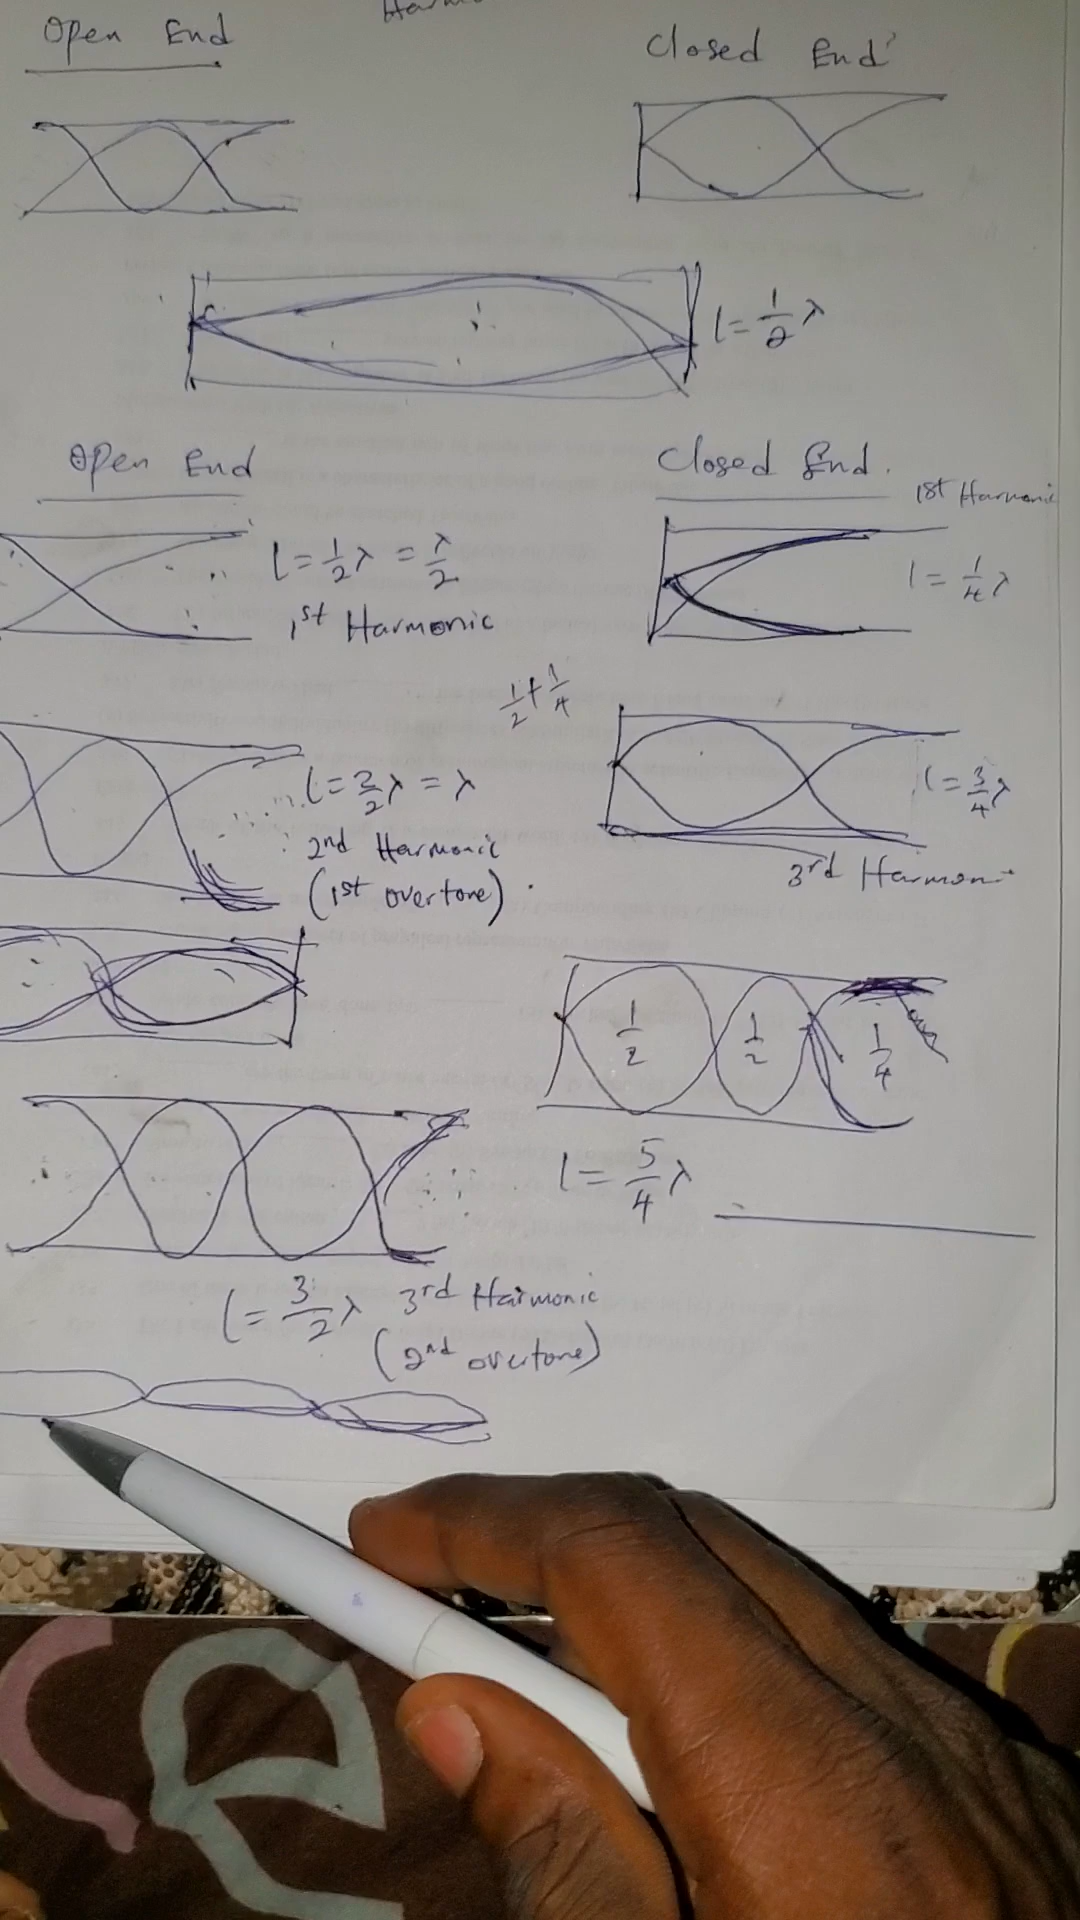 Open End
Closed End
l = 1/2 λ
Open End
Closed End.
1st Harmonic
l = 1/2 λ = λ/2
1st Harmonic
l = 1/4 λ
1/2 + 1/4
l = 2/2 λ = λ
2nd Harmonic
(1st overtone)
l = 3/4 λ
3rd Harmon
1/2 1/2 1/4
l = 5/4 λ
l = 3/2 λ 3rd Harmonic
(2nd overtone)